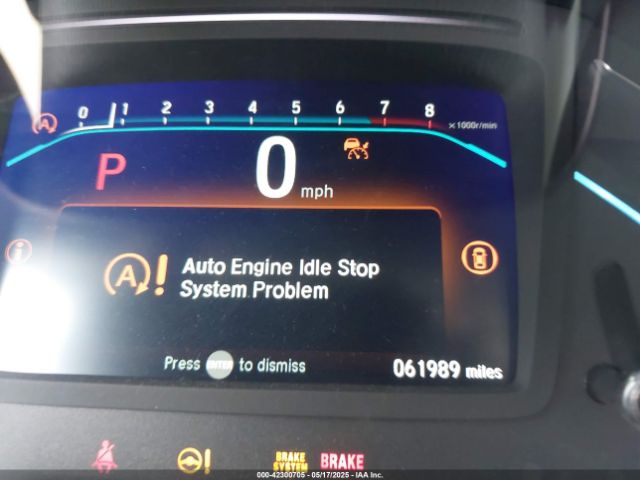 0 1 2 3 4 5 6 7 8
×1000r/min
P 0 mph
A
i
A! Auto Engine Idle Stop
System Problem
Press ENTER to dismiss
061989 miles
! BRAKE SYSTEM BRAKE
000-42300705 - 05/17/2025 - IAA Inc.